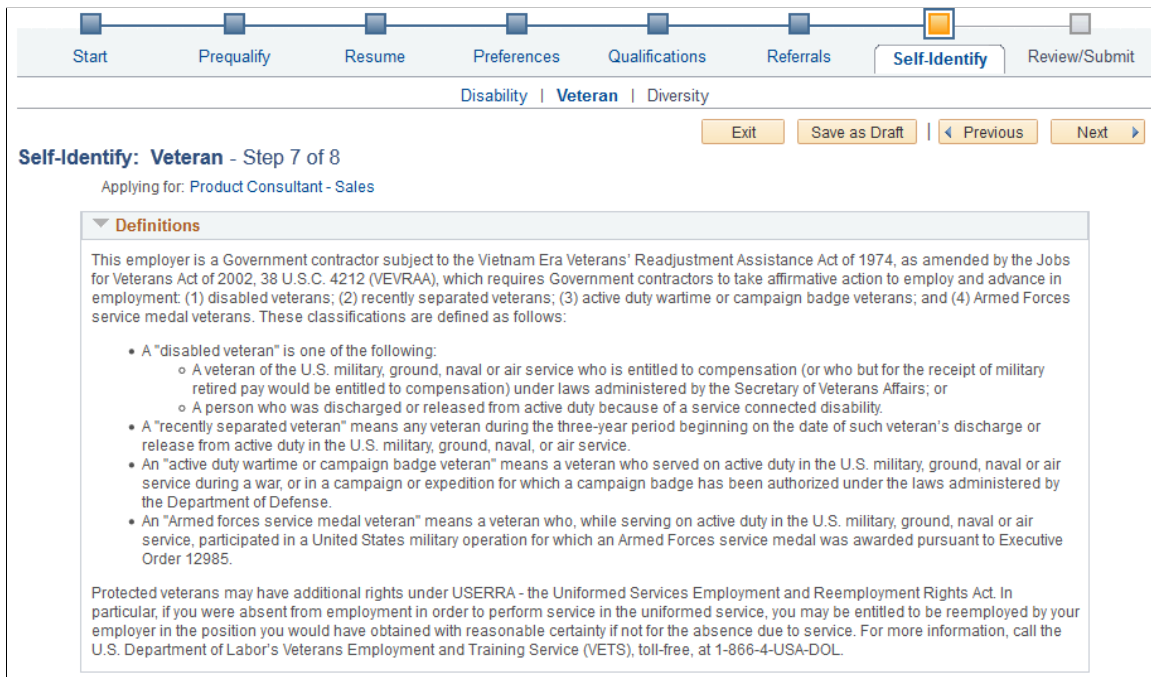 Start Prequalify Resume Preferences Qualifications Referrals Self-Identify Review/Submit
Disability | Veteran | Diversity
Exit Save as Draft | Previous Next
Self-Identify: Veteran - Step 7 of 8
Applying for: Product Consultant - Sales
Definitions
This employer is a Government contractor subject to the Vietnam Era Veterans' Readjustment Assistance Act of 1974, as amended by the Jobs
for Veterans Act of 2002, 38 U.S.C. 4212 (VEVRAA), which requires Government contractors to take affirmative action to employ and advance in
employment: (1) disabled veterans; (2) recently separated veterans; (3) active duty wartime or campaign badge veterans; and (4) Armed Forces
service medal veterans. These classifications are defined as follows:
• A "disabled veteran" is one of the following:
o A veteran of the U.S. military, ground, naval or air service who is entitled to compensation (or who but for the receipt of military
retired pay would be entitled to compensation) under laws administered by the Secretary of Veterans Affairs; or
o A person who was discharged or released from active duty because of a service connected disability.
• A "recently separated veteran" means any veteran during the three-year period beginning on the date of such veteran's discharge or
release from active duty in the U.S. military, ground, naval, or air service.
• An "active duty wartime or campaign badge veteran" means a veteran who served on active duty in the U.S. military, ground, naval or air
service during a war, or in a campaign or expedition for which a campaign badge has been authorized under the laws administered by
the Department of Defense.
• An "Armed forces service medal veteran" means a veteran who, while serving on active duty in the U.S. military, ground, naval or air
service, participated in a United States military operation for which an Armed Forces service medal was awarded pursuant to Executive
Order 12985.
Protected veterans may have additional rights under USERRA - the Uniformed Services Employment and Reemployment Rights Act. In
particular, if you were absent from employment in order to perform service in the uniformed service, you may be entitled to be reemployed by your
employer in the position you would have obtained with reasonable certainty if not for the absence due to service. For more information, call the
U.S. Department of Labor's Veterans Employment and Training Service (VETS), toll-free, at 1-866-4-USA-DOL.